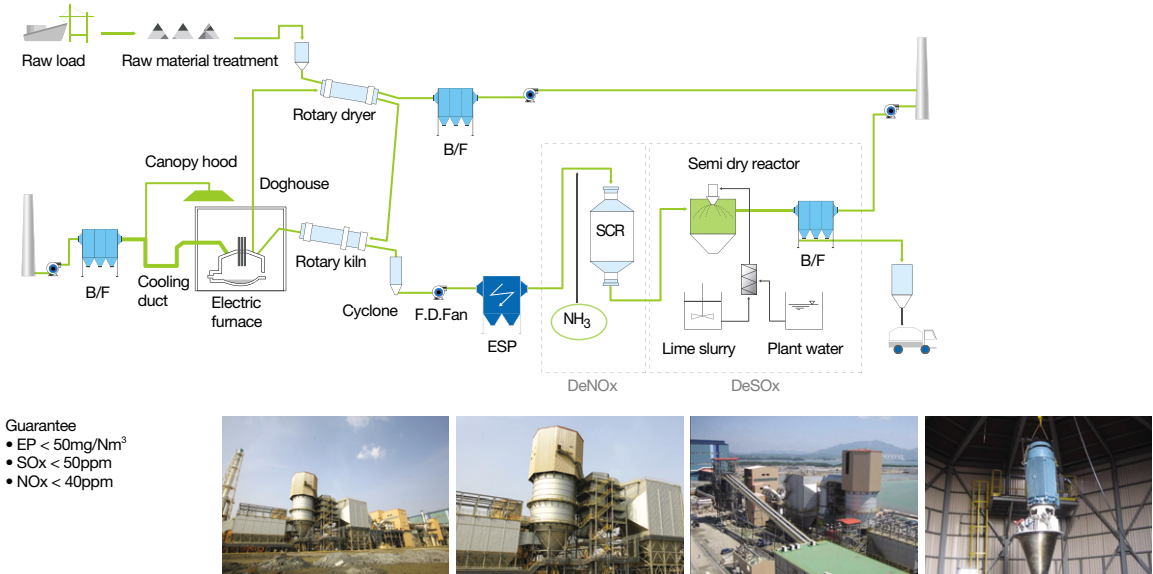 Raw load
Raw material treatment
Rotary dryer
B/F
Canopy hood
Doghouse
Semi dry reactor
SCR
Rotary kiln
B/F
B/F
Cooling
duct
Electric
furnace
Cyclone
F.D.Fan
ESP
NH₃
Lime slurry
Plant water
DeNOx
DeSOx
Guarantee
• EP < 50mg/Nm³
• SOx < 50ppm
• NOx < 40ppm